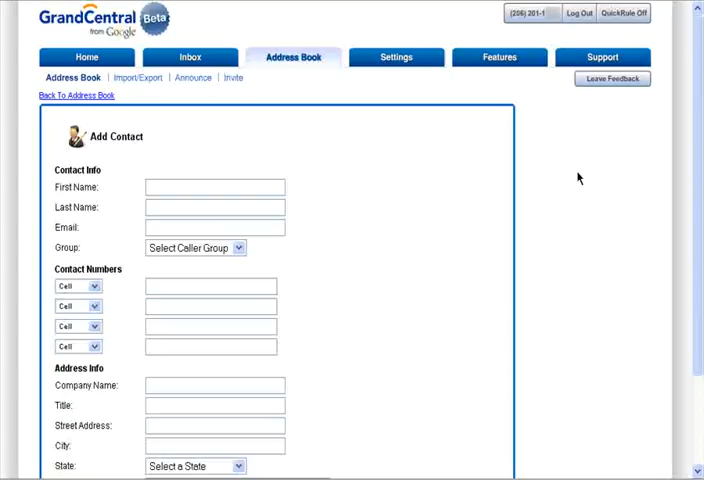 GrandCentral Beta
from Google
(206) 201-1 Log Out QuickRule Off
Home Inbox Address Book Settings Features Support
Address Book | Import/Export | Announce | Invite Leave Feedback
Back To Address Book
Add Contact
Contact Info
First Name:
Last Name:
Email:
Group: Select Caller Group
Contact Numbers
Cell
Cell
Cell
Cell
Address Info
Company Name:
Title:
Street Address:
City:
State: Select a State